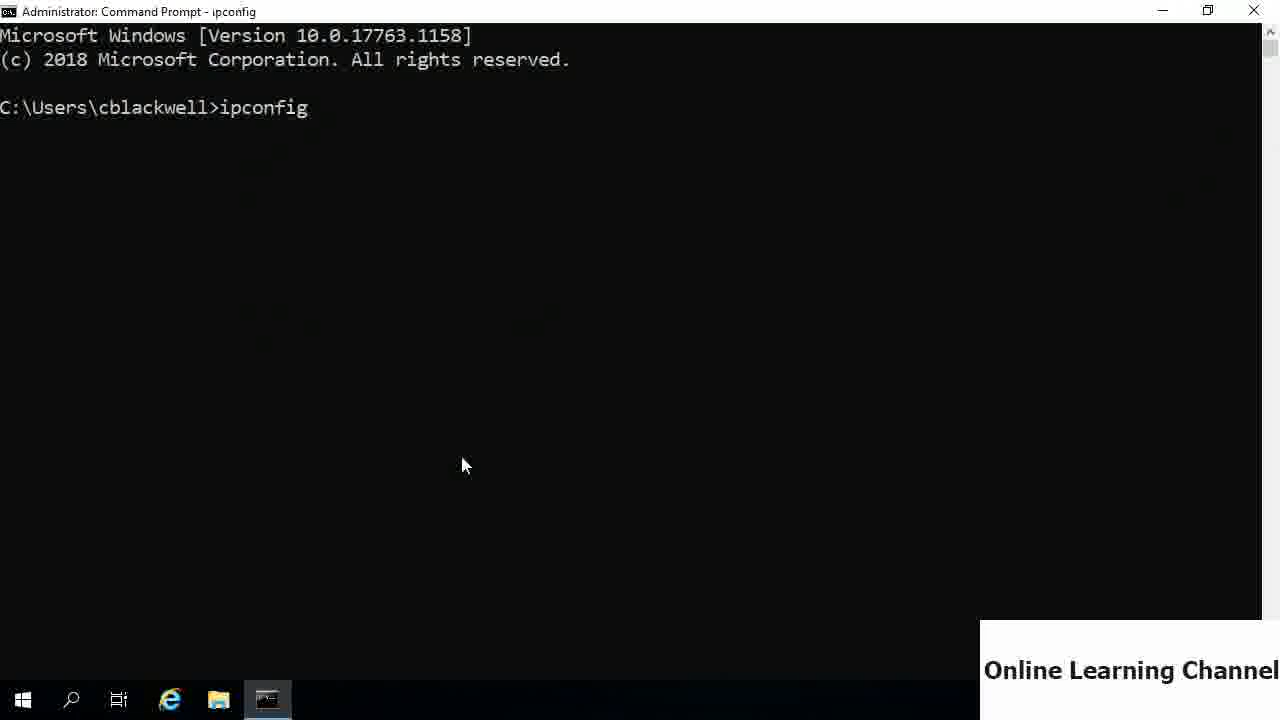 Administrator: Command Prompt - ipconfig
Microsoft Windows [Version 10.0.17763.1158]
(c) 2018 Microsoft Corporation. All rights reserved.
C:\Users\cblackwell>ipconfig
Online Learning Channel